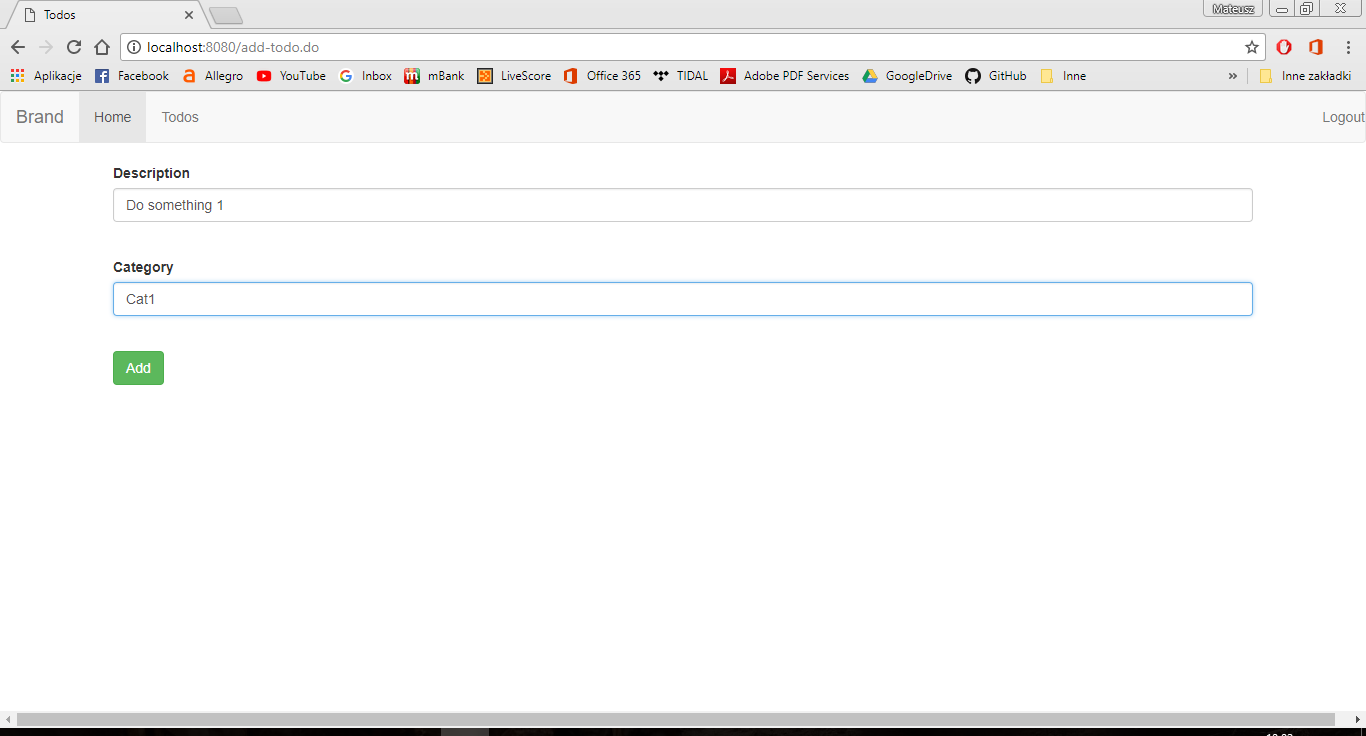 Todos
Mateusz
localhost:8080/add-todo.do
Aplikacje Facebook Allegro YouTube Inbox mBank LiveScore Office 365 TIDAL Adobe PDF Services GoogleDrive GitHub Inne » Inne zakładki
Brand Home Todos Logout
Description
Do something 1
Category
Cat1
Add